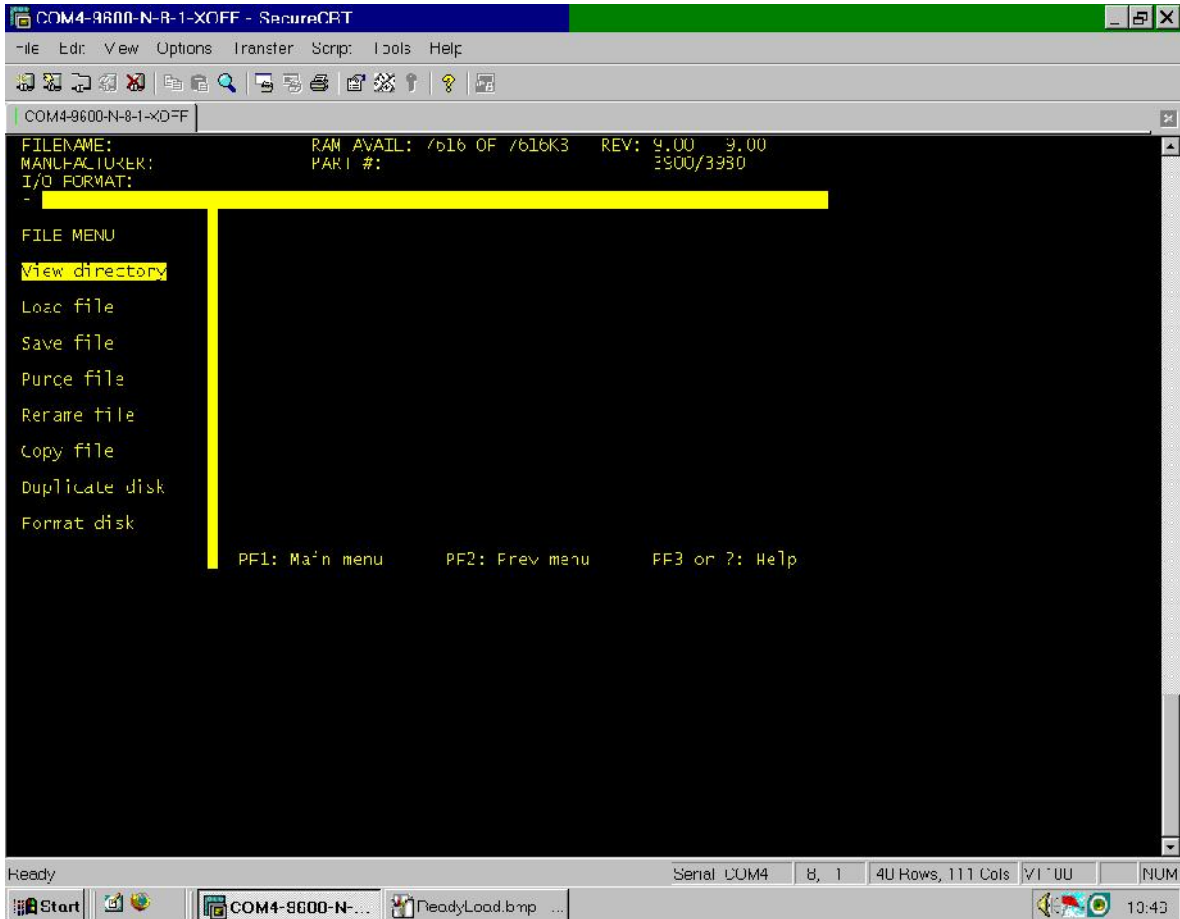 COM4-9600-N-8-1-XOFF - SecureCRT
File Edit View Options Transfer Script Tools Help
COM4-9600-N-8-1-XOFF
FILENAME: RAM AVAIL: 7616 OF 7616KB REV: 9.00 9.00
MANUFACTURER: PART #: 3900/3980
I/O FORMAT:
-
FILE MENU
View directory
Load file
Save file
Purge file
Rename file
Copy file
Duplicate disk
Format disk
PF1: Main menu PF2: Prev menu PF3 or ?: Help
Ready Serial COM4 8, 1 40 Rows, 111 Cols VT100 NUM
Start COM4-9600-N-... ReadyLoad.bmp ...